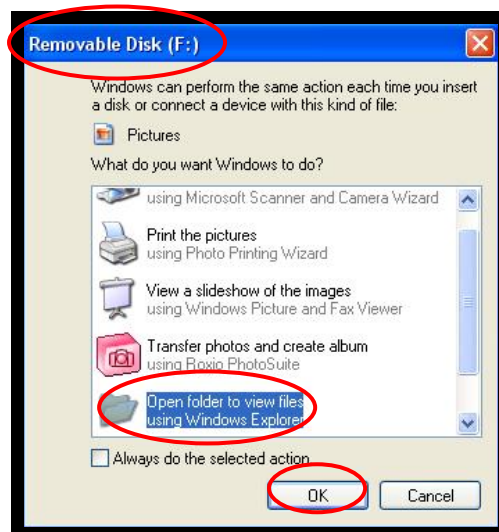 Removable Disk (F:)
Windows can perform the same action each time you insert
a disk or connect a device with this kind of file:
Pictures
What do you want Windows to do?
using Microsoft Scanner and Camera Wizard
Print the pictures
using Photo Printing Wizard
View a slideshow of the images
using Windows Picture and Fax Viewer
Transfer photos and create album
using Roxio PhotoSuite
Open folder to view files
using Windows Explorer
Always do the selected action
OK
Cancel